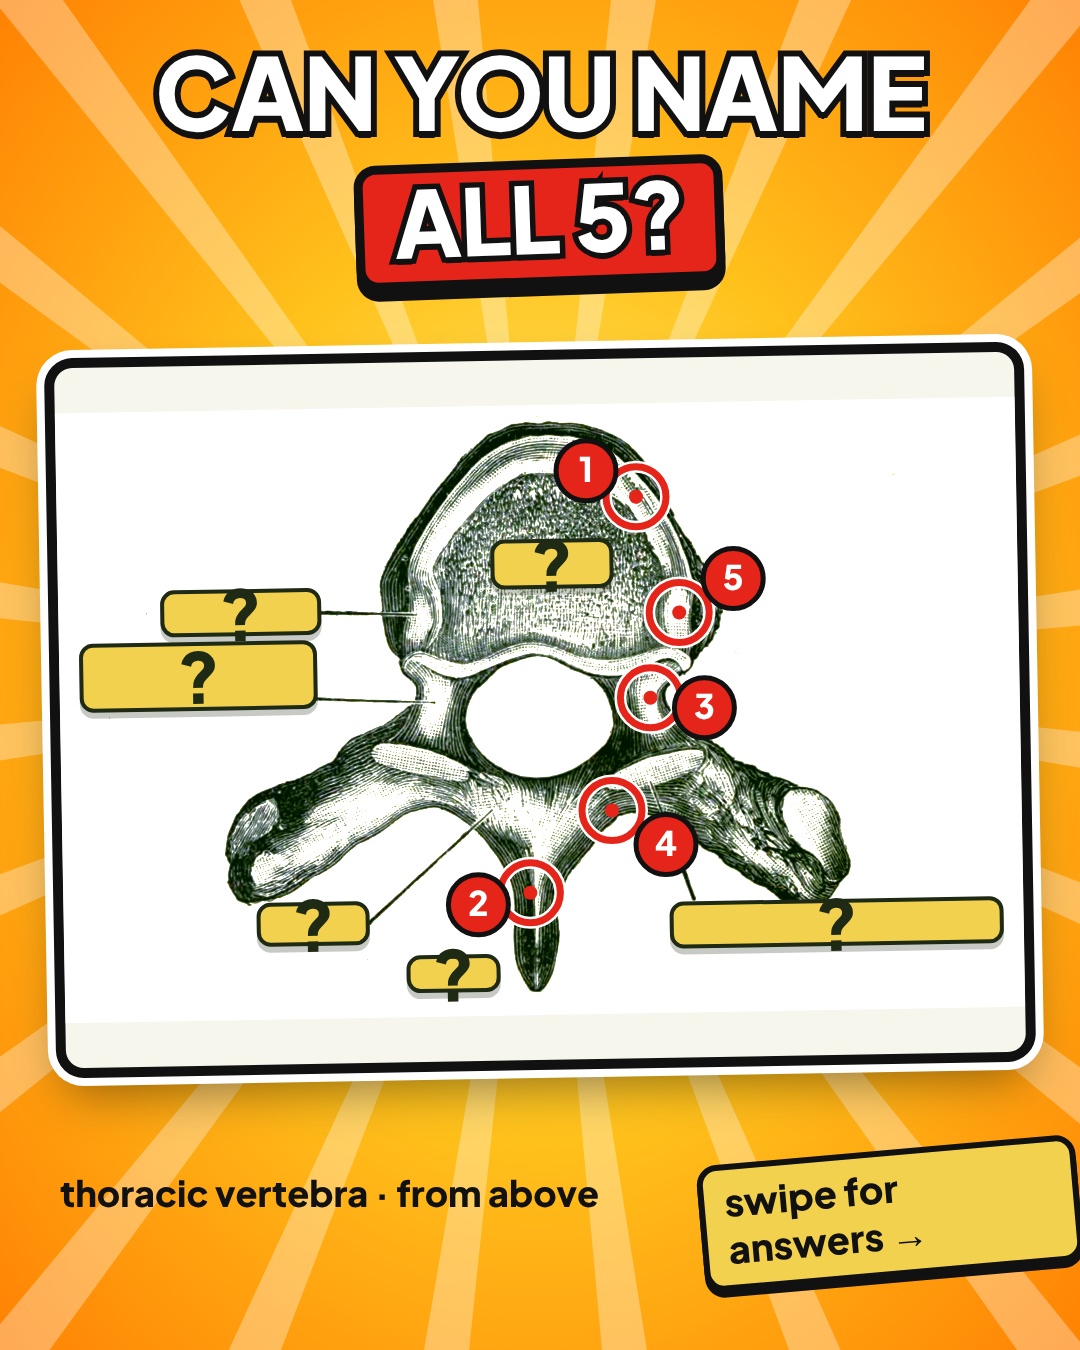 CAN YOU NAME
ALL 5?
1
?
5
?
?
3
4
2
?
?
?
thoracic vertebra · from above
swipe for
answers →